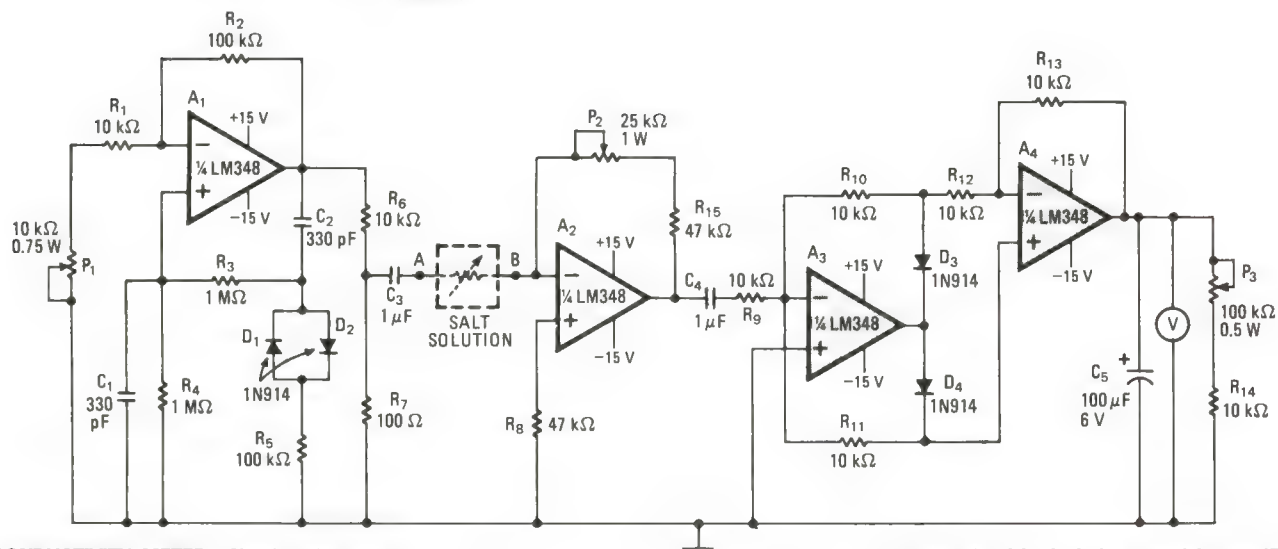 R2
100 kΩ
R1
10 kΩ
A1
+15 V
−
¼ LM348
+
−15 V
10 kΩ
0.75 W
P1
C2
330 pF
R3
1 MΩ
C1
330
pF
R4
1 MΩ
D1
D2
1N914
R5
100 kΩ
R6
10 kΩ
R7
100 Ω
C3
1 μF
A
B
SALT
SOLUTION
P2
25 kΩ
1 W
R15
47 kΩ
A2
+15 V
−
¼ LM348
+
−15 V
R8
47 kΩ
C4
1 μF
10 kΩ
R9
R10
10 kΩ
A3
+15 V
−
¼ LM348
+
−15 V
R11
10 kΩ
D3
1N914
D4
1N914
R12
10 kΩ
R13
10 kΩ
A4
+15 V
−
¼ LM348
+
−15 V
+
C5
100 μF
6 V
V
P3
100 kΩ
0.5 W
R14
10 kΩ